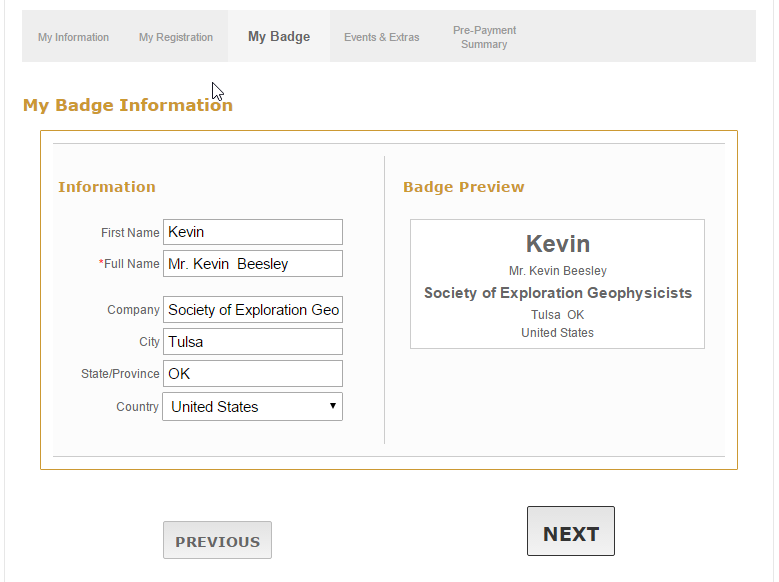 My Information
My Registration
My Badge
Events & Extras
Pre-Payment
Summary
My Badge Information
Information
First Name Kevin
*Full Name Mr. Kevin  Beesley
Company Society of Exploration Geo
City Tulsa
State/Province OK
Country United States
Badge Preview
Kevin
Mr. Kevin Beesley
Society of Exploration Geophysicists
Tulsa  OK
United States
PREVIOUS
NEXT